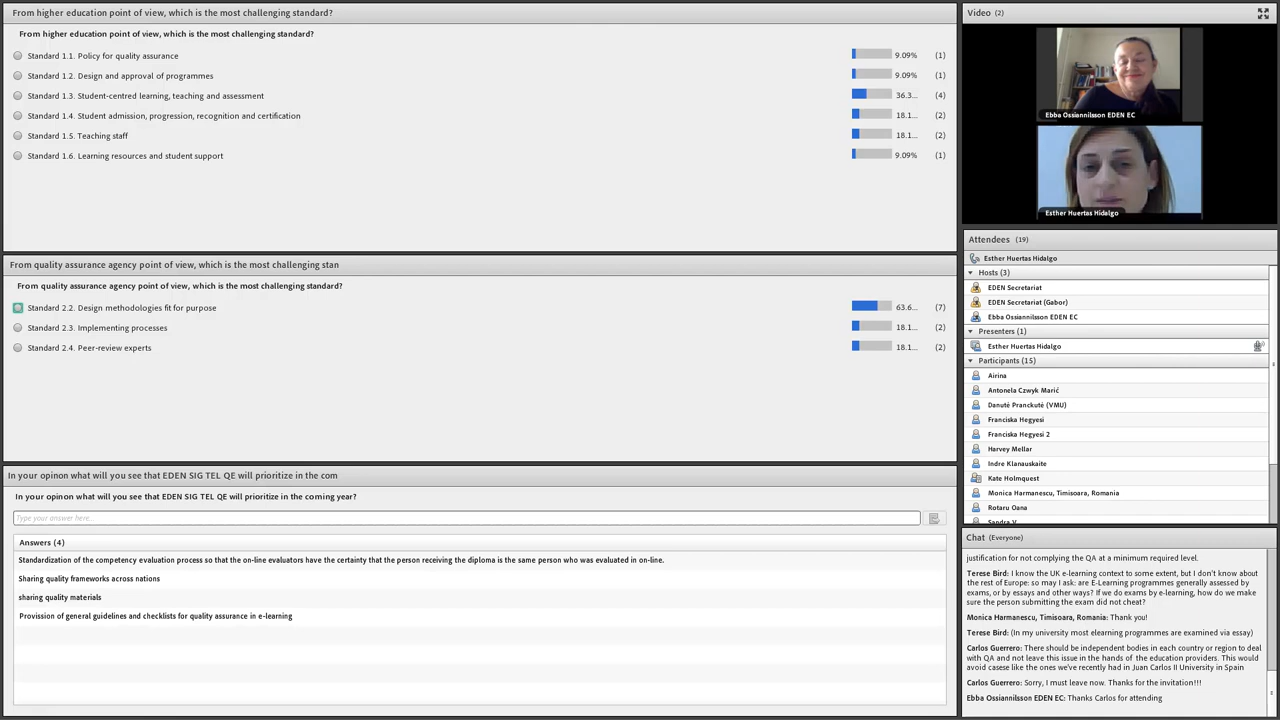 From higher education point of view, which is the most challenging standard?
From higher education point of view, which is the most challenging standard?
Standard 1.1. Policy for quality assurance 9.09% (1)
Standard 1.2. Design and approval of programmes 9.09% (1)
Standard 1.3. Student-centred learning, teaching and assessment 36.3... (4)
Standard 1.4. Student admission, progression, recognition and certification 18.1... (2)
Standard 1.5. Teaching staff 18.1... (2)
Standard 1.6. Learning resources and student support 9.09% (1)
From quality assurance agency point of view, which is the most challenging stan
From quality assurance agency point of view, which is the most challenging standard?
Standard 2.2. Design methodologies fit for purpose 63.6... (7)
Standard 2.3. Implementing processes 18.1... (2)
Standard 2.4. Peer-review experts 18.1... (2)
In your opinon what will you see that EDEN SIG TEL QE will prioritize in the com
In your opinon what will you see that EDEN SIG TEL QE will prioritize in the coming year?
Type your answer here...
Answers (4)
Standardization of the competency evaluation process so that the on-line evaluators have the certainty that the person receiving the diploma is the same person who was evaluated in on-line.
Sharing quality frameworks across nations
sharing quality materials
Provision of general guidelines and checklists for quality assurance in e-learning
Video (2)
Ebba Ossiannilsson EDEN EC
Esther Huertas Hidalgo
Attendees (19)
Esther Huertas Hidalgo
Hosts (3)
EDEN Secretariat
EDEN Secretariat (Gabor)
Ebba Ossiannilsson EDEN EC
Presenters (1)
Esther Huertas Hidalgo
Participants (15)
Airina
Antonela Czwyk Marić
Danutė Pranckutė (VMU)
Franciska Hegyesi
Franciska Hegyesi 2
Harvey Mellar
Indre Klanauskaite
Kate Holmquest
Monica Harmanescu, Timisoara, Romania
Rotaru Oana
Sandra V
Chat (Everyone)
justification for not complying the QA at a minimum required level.
Terese Bird: I know the UK e-learning context to some extent, but I don't know about
the rest of Europe: so may I ask: are E-Learning programmes generally assessed by
exams, or by essays and other ways? If we do exams by e-learning, how do we make
sure the person submitting the exam did not cheat?
Monica Harmanescu, Timisoara, Romania: Thank you!
Terese Bird: (In my university most elearning programmes are examined via essay)
Carlos Guerrero: There should be independent bodies in each country or region to deal
with QA and not leave this issue in the hands of the education providers. This would
avoid casese like the ones we've recently had in Juan Carlos II University in Spain
Carlos Guerrero: Sorry, I must leave now. Thanks for the invitation!!!
Ebba Ossiannilsson EDEN EC: Thanks Carlos for attending